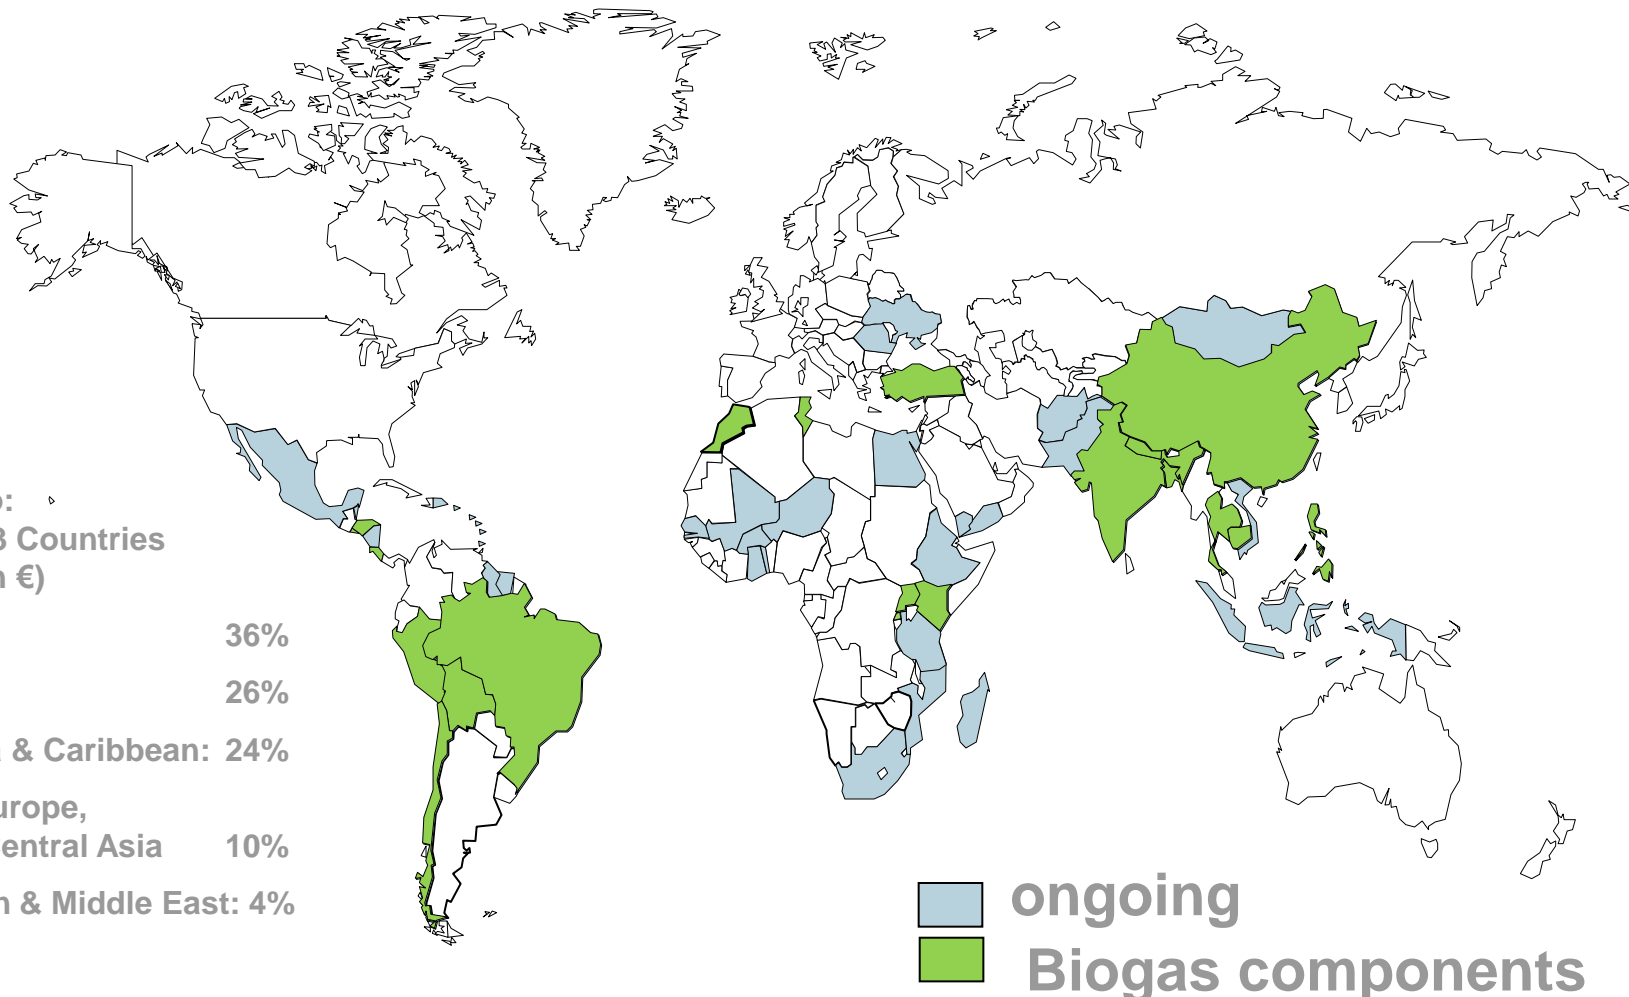 :
3 Countries
n €)
36%
26%
& Caribbean: 24%
urope,
entral Asia 10%
n & Middle East: 4%
ongoing
Biogas components